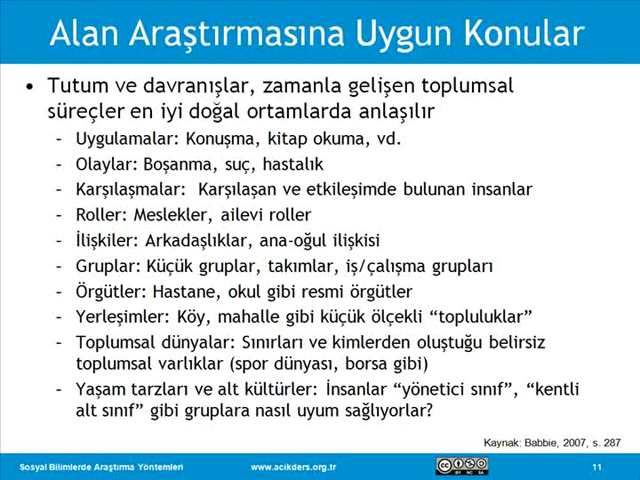 Alan Araştırmasına Uygun Konular
• Tutum ve davranışlar, zamanla gelişen toplumsal
süreçler en iyi doğal ortamlarda anlaşılır
– Uygulamalar: Konuşma, kitap okuma, vd.
– Olaylar: Boşanma, suç, hastalık
– Karşılaşmalar: Karşılaşan ve etkileşimde bulunan insanlar
– Roller: Meslekler, ailevi roller
– İlişkiler: Arkadaşlıklar, ana-oğul ilişkisi
– Gruplar: Küçük gruplar, takımlar, iş/çalışma grupları
– Örgütler: Hastane, okul gibi resmi örgütler
– Yerleşimler: Köy, mahalle gibi küçük ölçekli “topluluklar”
– Toplumsal dünyalar: Sınırları ve kimlerden oluştuğu belirsiz
toplumsal varlıklar (spor dünyası, borsa gibi)
– Yaşam tarzları ve alt kültürler: İnsanlar “yönetici sınıf”, “kentli
alt sınıf” gibi gruplara nasıl uyum sağlıyorlar?
Kaynak: Babbie, 2007, s. 287
Sosyal Bilimlerde Araştırma Yöntemleri www.acikders.org.tr cc BY NC SA 11